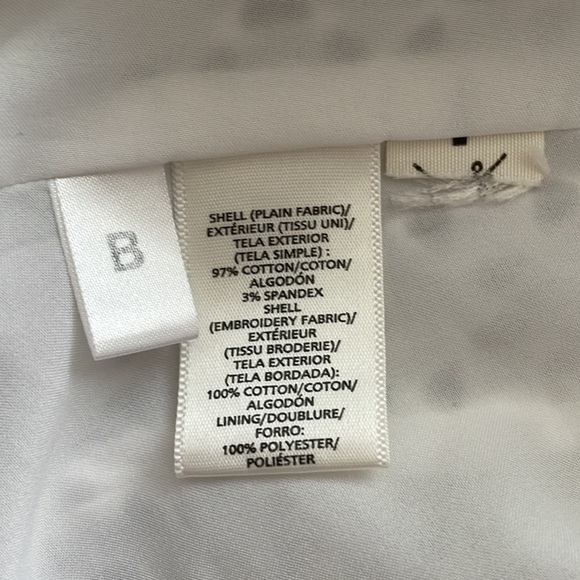 B
SHELL (PLAIN FABRIC)/
EXTÉRIEUR (TISSU UNI)/
TELA EXTERIOR
(TELA SIMPLE) :
97% COTTON/COTON/
ALGODÓN
3% SPANDEX
SHELL
(EMBROIDERY FABRIC)/
EXTÉRIEUR
(TISSU BRODERIE)/
TELA EXTERIOR
(TELA BORDADA):
100% COTTON/COTON/
ALGODÓN
LINING/DOUBLURE/
FORRO:
100% POLYESTER/
POLIÉSTER